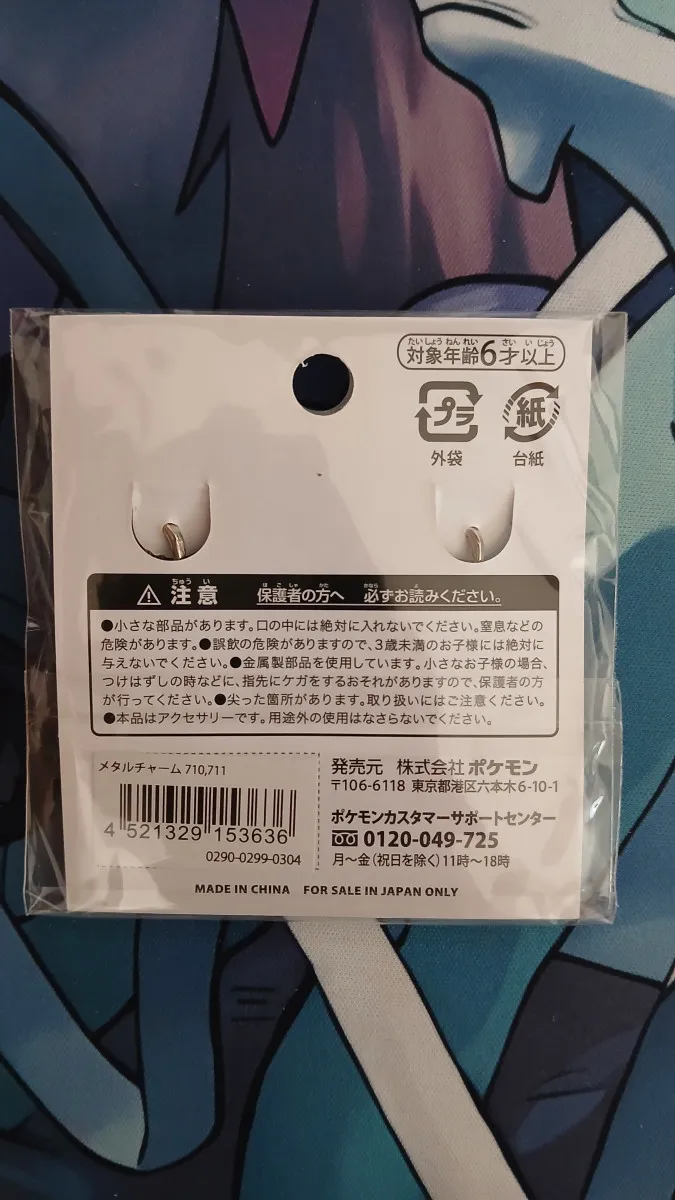 対象年齢6才以上
たいしょうねんれい さい いじょう
プラ 紙
外袋 台紙
注意 保護者の方へ 必ずお読みください。
ちゅうい ほごしゃ かた かなら よ
●小さな部品があります。口の中には絶対に入れないでください。窒息などの
危険があります。●誤飲の危険がありますので、3歳未満のお子様には絶対に
与えないでください。●金属製部品を使用しています。小さなお子様の場合、
つけはずしの時などに、指先にケガをするおそれがありますので、保護者の方
が行ってください。●尖った箇所があります。取り扱いにはご注意ください。
●本品はアクセサリーです。用途外の使用はなさらないでください。
メタルチャーム 710,711
4 521329 153636
0290-0299-0304
発売元 株式会社ポケモン
〒106-6118 東京都港区六本木6-10-1
ポケモンカスタマーサポートセンター
0120-049-725
月〜金(祝日を除く)11時〜18時
MADE IN CHINA FOR SALE IN JAPAN ONLY